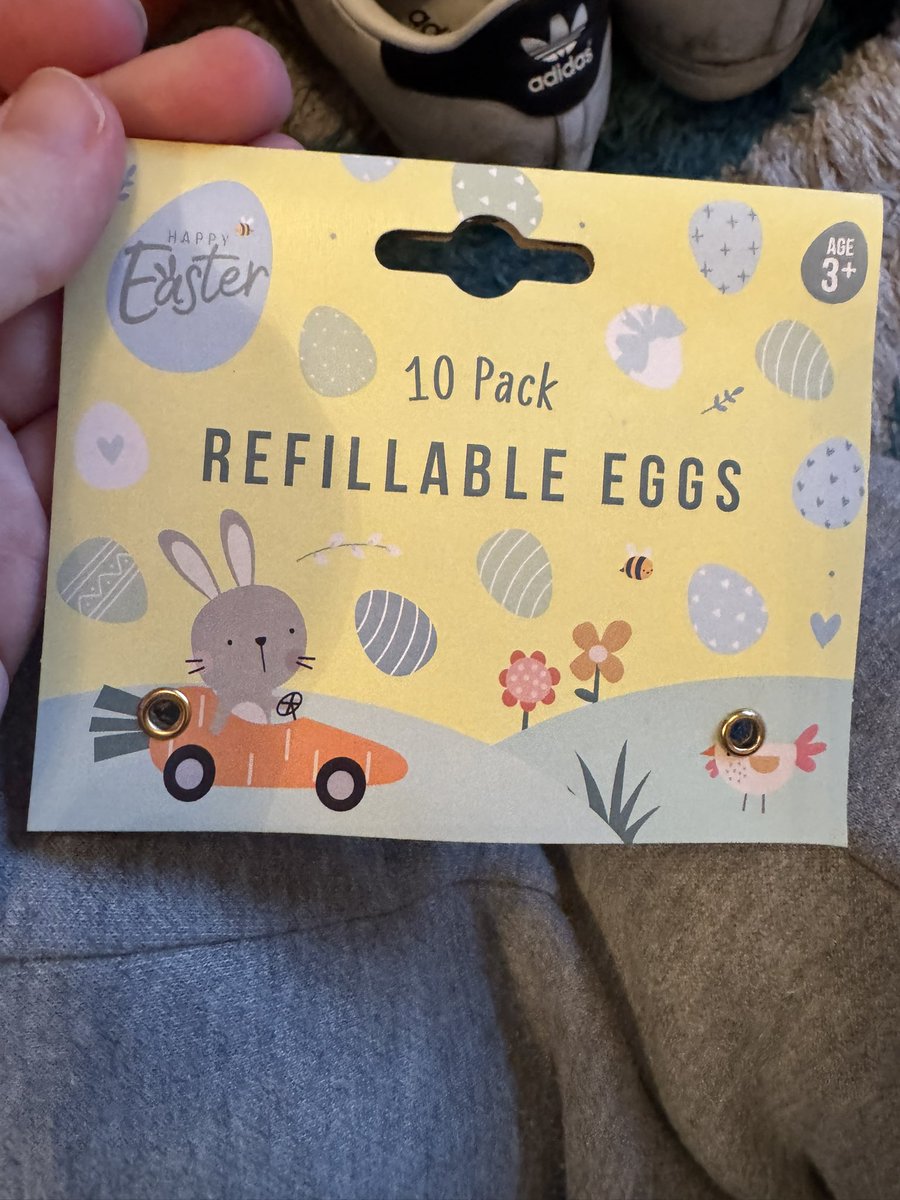 adidas
HAPPY
Easter
AGE
3+
10 Pack
REFILLABLE EGGS